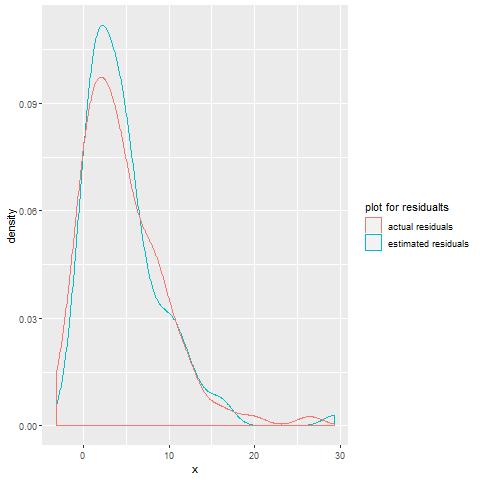 0.09
0.06
0.03
0.00
density
0
10
20
30
x
plot for residualts
actual residuals
estimated residuals